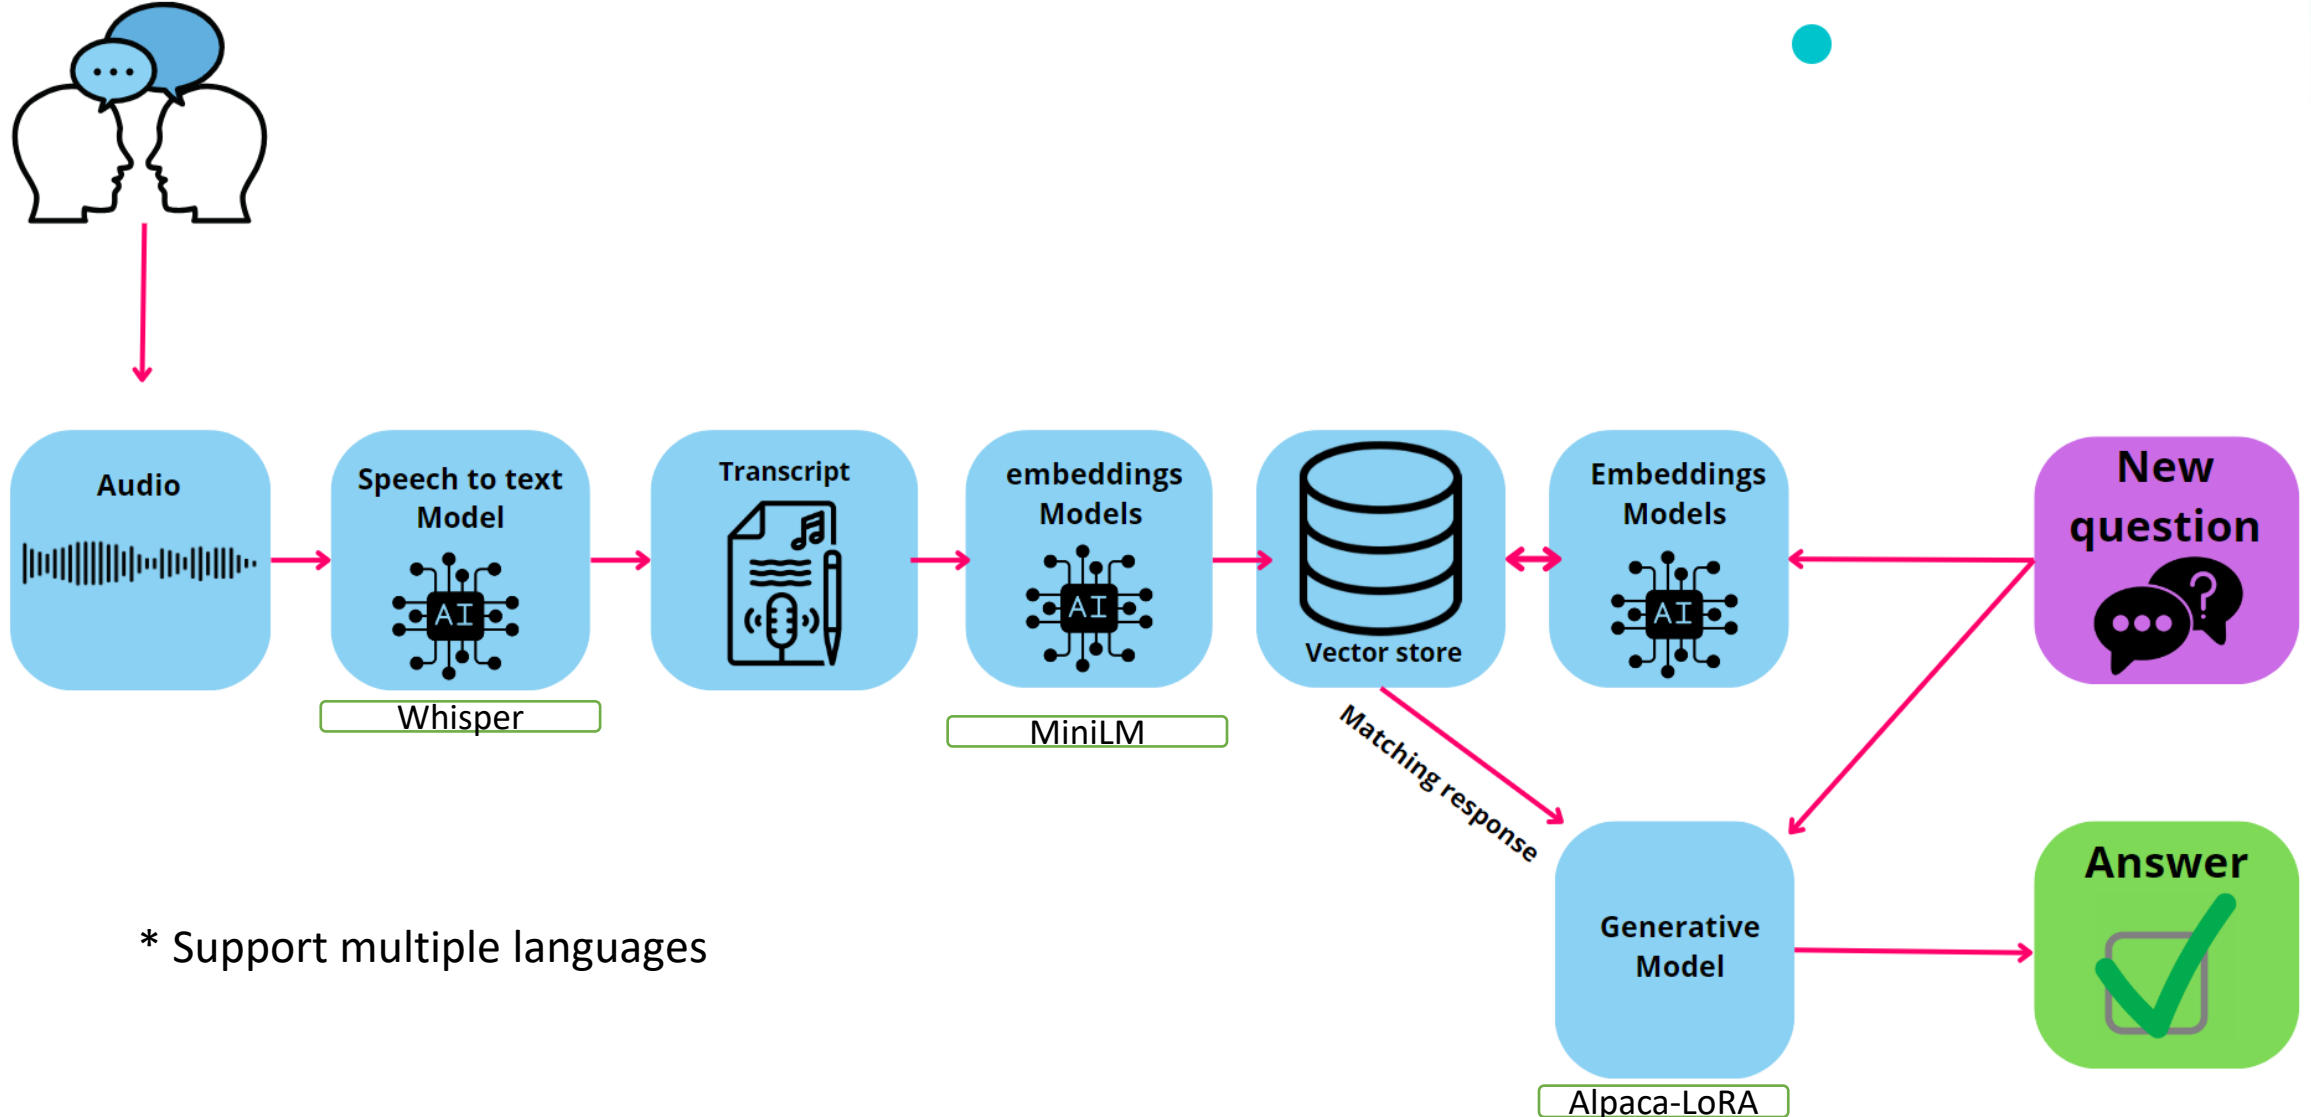 Audio
Speech to text
Model
AI
Whisper
Transcript
embeddings
Models
AI
MiniLM
Vector store
Embeddings
Models
AI
New
question
?
Matching response
Generative
Model
Alpaca-LoRA
Answer
* Support multiple languages